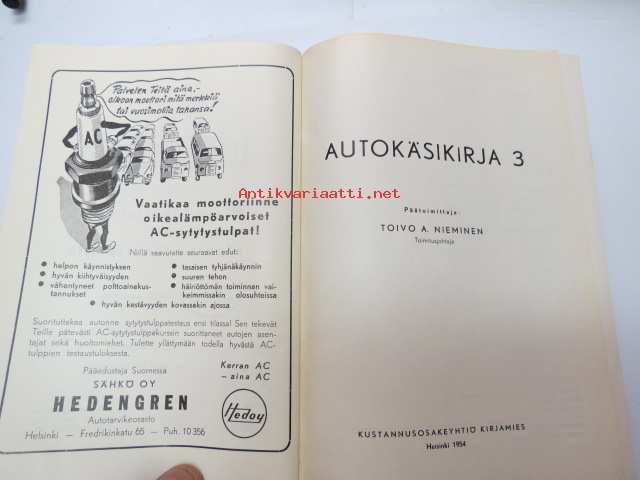 Palvelen Teitä aina,-
olkoon moottori mitä merkkiä
tai vuosimallia tahansa!
AC
Vaatikaa moottoriinne
oikealämpöarvoiset
AC-sytytystulpat!
Niillä saavutatte seuraavat edut:
● helpon käynnistyksen
● hyvän kiihtyväisyyden
● vähentyneet polttoainekus-
tannukset
● tasaisen tyhjänäkäynnin
● suuren tehon
● häiriöttömän toiminnan vai-
keimmissakin olosuhteissa
● hyvän kestävyyden kovassakin ajossa
Suorituttakaa autonne sytytystulppatestaus ensi tilassa! Sen tekevät
Teille pätevästi AC-sytytystulppakurssin suorittaneet autojen asen-
tajat sekä huoltomiehet. Tulette yllättymään todella hyvästä AC-
tulppien testaustuloksesta.
Pääedustaja Suomessa
SÄHKÖ OY
HEDENGREN
Autotarvikeosasto
Helsinki — Fredrikinkatu 65 — Puh. 10 356
Kerran AC
– aina AC
Hedoy
AUTOKÄSIKIRJA 3
Päätoimittaja:
TOIVO A. NIEMINEN
Toimituspäällikkö
KUSTANNUSOSAKEYHTIÖ KIRJAMIES
Helsinki 1954
Antikvariaatti.net